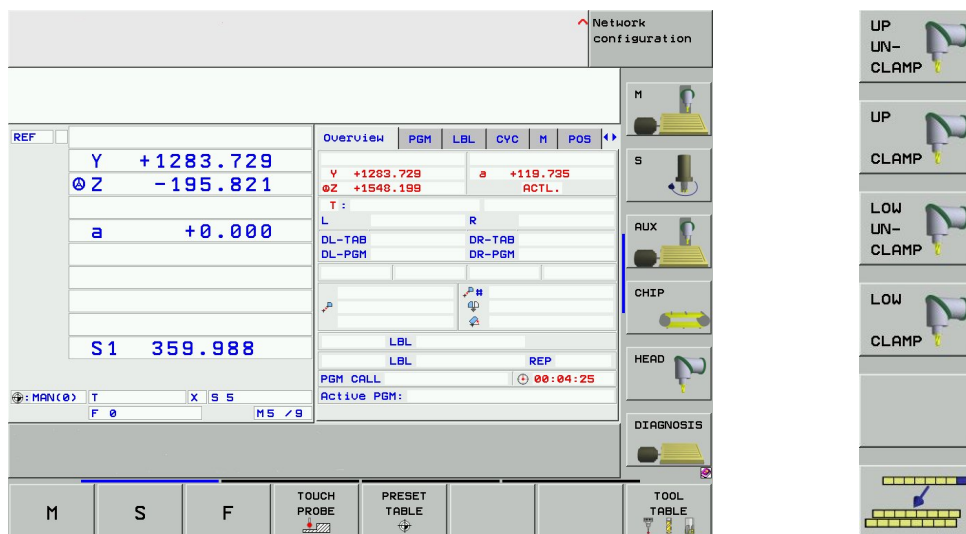 Network
configuration
M
REF
Y +1283.729
Z -195.821
a +0.000
S1 359.988
:MAN(0) T X S 5
F 0 M5 /9
Overview PGM LBL CYC M POS
Y +1283.729 a +119.735
Z +1548.199 ACTL.
T :
L R
DL-TAB DR-TAB
DL-PGM DR-PGM
#
LBL
LBL REP
PGM CALL 00:04:25
Active PGM:
S
AUX
CHIP
HEAD
DIAGNOSIS
M S F TOUCH
PROBE
PRESET
TABLE
TOOL
TABLE
UP
UN-
CLAMP
UP
CLAMP
LOW
UN-
CLAMP
LOW
CLAMP